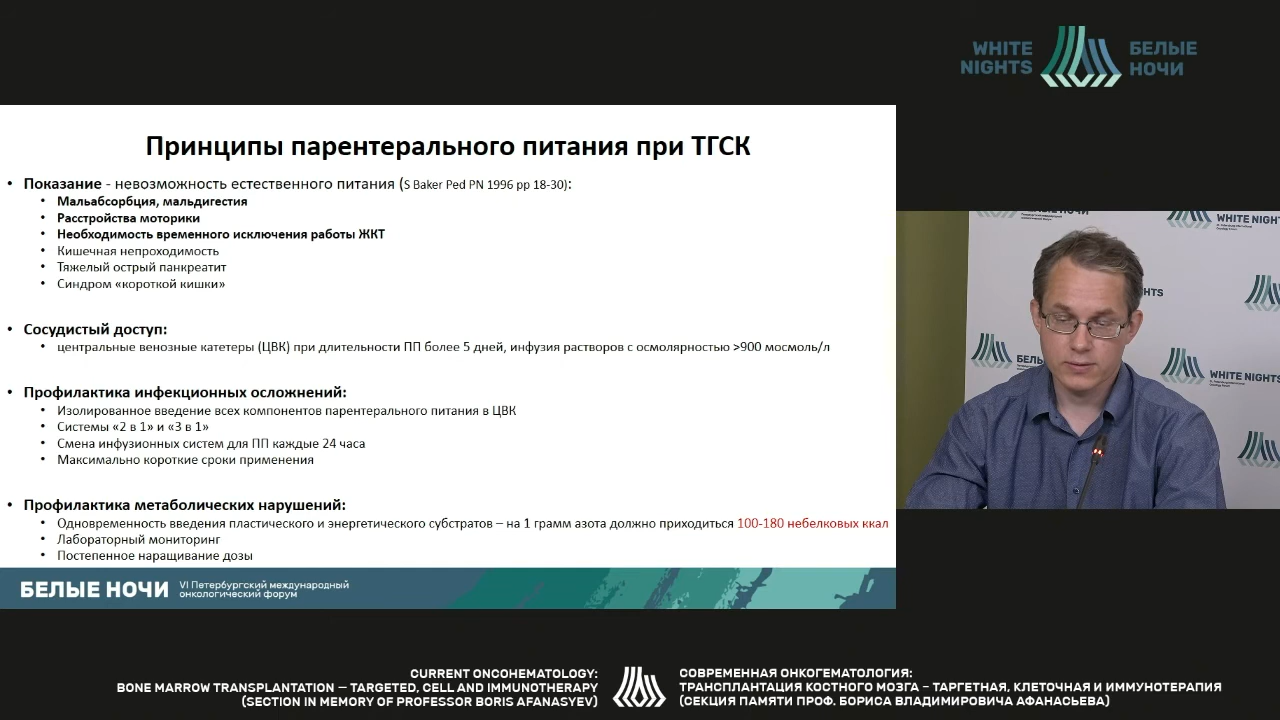 WHITE
NIGHTS
БЕЛЫЕ
НОЧИ
Принципы парентерального питания при ТГСК
• Показание - невозможность естественного питания (S Baker Ped PN 1996 pp 18-30):
• Мальабсорбция, мальдигестия
• Расстройства моторики
• Необходимость временного исключения работы ЖКТ
• Кишечная непроходимость
• Тяжелый острый панкреатит
• Синдром «короткой кишки»
• Сосудистый доступ:
• центральные венозные катетеры (ЦВК) при длительности ПП более 5 дней, инфузия растворов с осмолярностью >900 мосмоль/л
• Профилактика инфекционных осложнений:
• Изолированное введение всех компонентов парентерального питания в ЦВК
• Системы «2 в 1» и «3 в 1»
• Смена инфузионных систем для ПП каждые 24 часа
• Максимально короткие сроки применения
• Профилактика метаболических нарушений:
• Одновременность введения пластического и энергетического субстратов – на 1 грамм азота должно приходиться 100-180 небелковых ккал
• Лабораторный мониторинг
• Постепенное наращивание дозы
БЕЛЫЕ НОЧИ
VI Петербургский международный
онкологический форум
WHITE NIGHTS
WHITE NIGHTS
CURRENT ONCOHEMATOLOGY:
BONE MARROW TRANSPLANTATION — TARGETED, CELL AND IMMUNOTHERAPY
(SECTION IN MEMORY OF PROFESSOR BORIS AFANASYEV)
СОВРЕМЕННАЯ ОНКОГЕМАТОЛОГИЯ:
ТРАНСПЛАНТАЦИЯ КОСТНОГО МОЗГА – ТАРГЕТНАЯ, КЛЕТОЧНАЯ И ИММУНОТЕРАПИЯ
(СЕКЦИЯ ПАМЯТИ ПРОФ. БОРИСА ВЛАДИМИРОВИЧА АФАНАСЬЕВА)